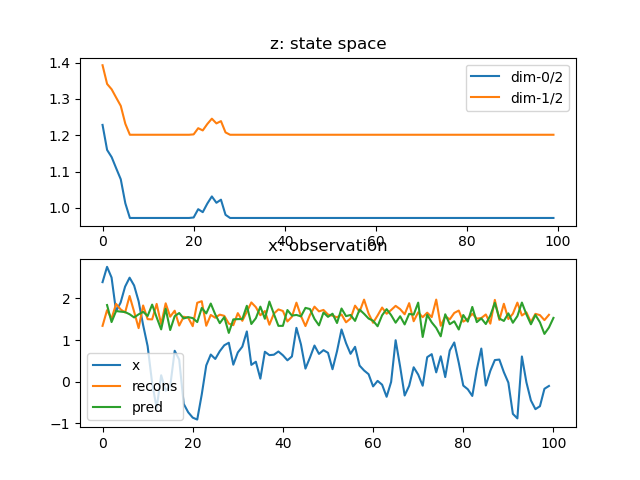 z: state space
1.4
1.3
1.2
1.1
1.0
dim-0/2
dim-1/2
0 20 40 60 80 100
x: observation
2
1
0
−1
x
recons
pred
0 20 40 60 80 100